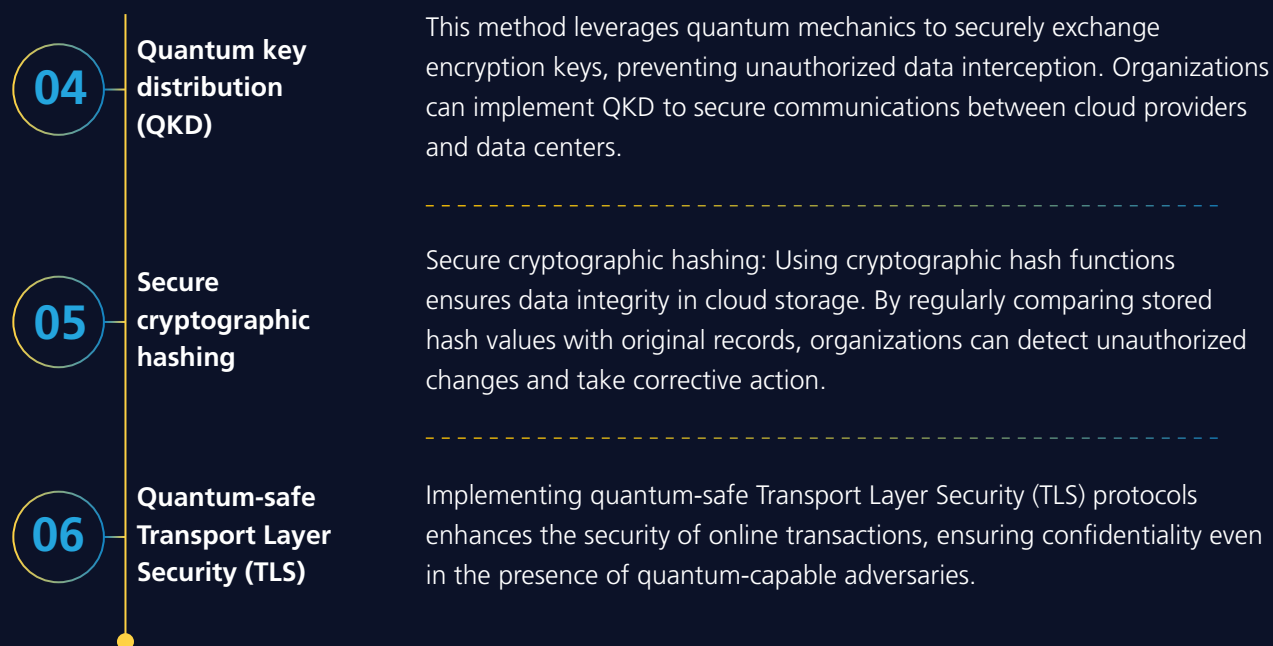 04
Quantum key
distribution
(QKD)
This method leverages quantum mechanics to securely exchange
encryption keys, preventing unauthorized data interception. Organizations
can implement QKD to secure communications between cloud providers
and data centers.
05
Secure
cryptographic
hashing
Secure cryptographic hashing: Using cryptographic hash functions
ensures data integrity in cloud storage. By regularly comparing stored
hash values with original records, organizations can detect unauthorized
changes and take corrective action.
06
Quantum-safe
Transport Layer
Security (TLS)
Implementing quantum-safe Transport Layer Security (TLS) protocols
enhances the security of online transactions, ensuring confidentiality even
in the presence of quantum-capable adversaries.